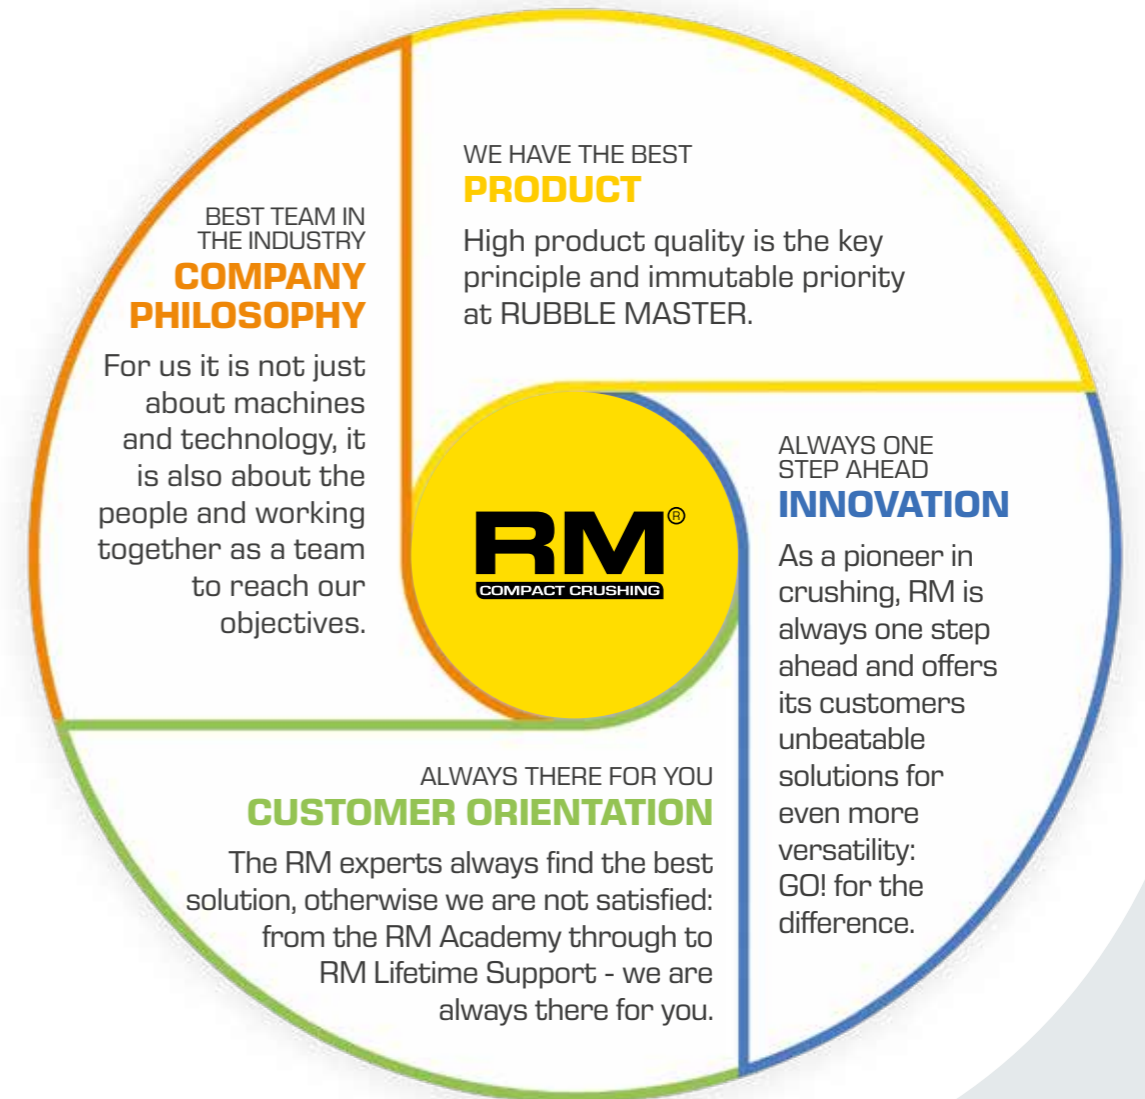 WE HAVE THE BEST
PRODUCT
High product quality is the key
principle and immutable priority
at RUBBLE MASTER.
BEST TEAM IN
THE INDUSTRY
COMPANY
PHILOSOPHY
For us it is not just
about machines
and technology, it
is also about the
people and working
together as a team
to reach our
objectives.
RM®
COMPACT CRUSHING
ALWAYS ONE
STEP AHEAD
INNOVATION
As a pioneer in
crushing, RM is
always one step
ahead and offers
its customers
unbeatable
solutions for
even more
versatility:
GO! for the
difference.
ALWAYS THERE FOR YOU
CUSTOMER ORIENTATION
The RM experts always find the best
solution, otherwise we are not satisfied:
from the RM Academy through to
RM Lifetime Support - we are
always there for you.